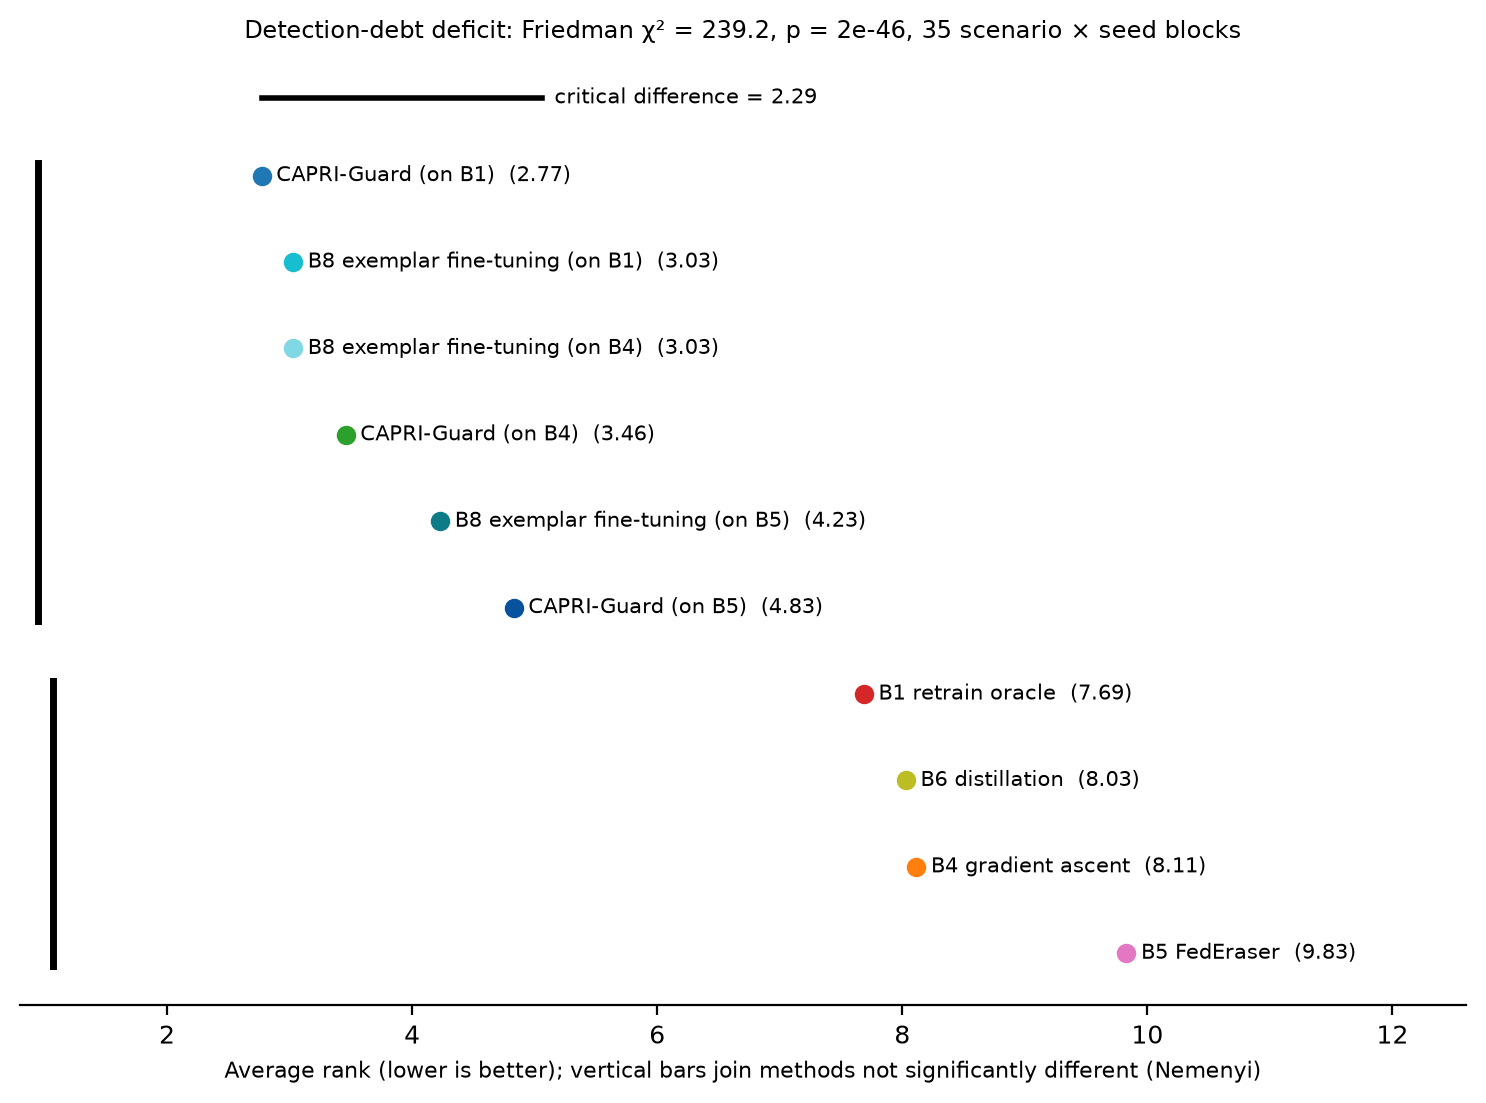 Detection-debt deficit: Friedman χ² = 239.2, p = 2e-46, 35 scenario × seed blocks
critical difference = 2.29
CAPRI-Guard (on B1) (2.77)
B8 exemplar fine-tuning (on B1) (3.03)
B8 exemplar fine-tuning (on B4) (3.03)
CAPRI-Guard (on B4) (3.46)
B8 exemplar fine-tuning (on B5) (4.23)
CAPRI-Guard (on B5) (4.83)
B1 retrain oracle (7.69)
B6 distillation (8.03)
B4 gradient ascent (8.11)
B5 FedEraser (9.83)
2 4 6 8 10 12
Average rank (lower is better); vertical bars join methods not significantly different (Nemenyi)